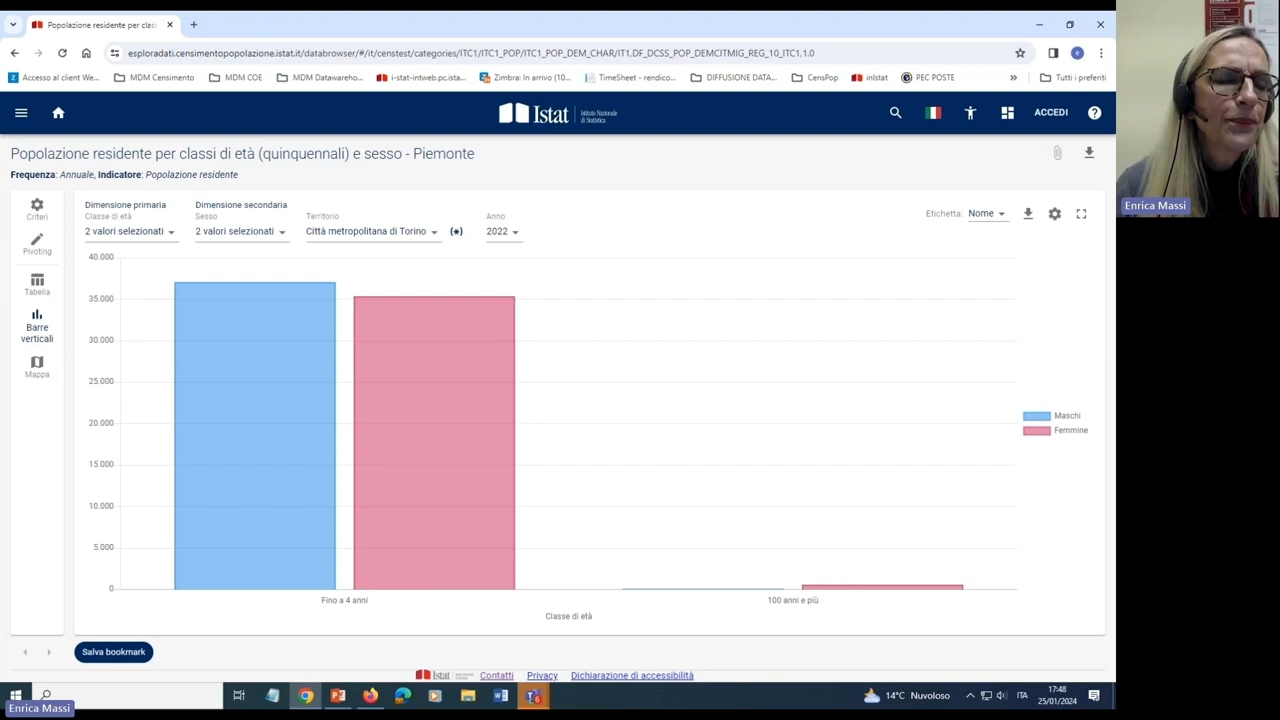 Popolazione residente per clas
esploradati.censimentopopolazione.istat.it/databrowser/#/it/censtest/categories/ITC1/ITC1_POP/ITC1_POP_DEM_CHAR/IT1.DF_DCSS_POP_DEMCITMIG_REG_10_ITC1,1.0
e
Accesso al client We...
MDM Censimento
MDM COE
MDM Datawareho...
i-stat-intweb.pc.ista...
Zimbra: In arrivo (10...
TimeSheet - rendico...
DIFFUSIONE DATA...
CensPop
inIstat
PEC POSTE
»
Tutti i preferiti
Istat Istituto Nazionale
di Statistica
ACCEDI
Popolazione residente per classi di età (quinquennali) e sesso - Piemonte
Frequenza: Annuale, Indicatore: Popolazione residente
Criteri
Pivoting
Tabella
Barre
verticali
Mappa
Dimensione primaria
Classe di età
2 valori selezionati
Dimensione secondaria
Sesso
2 valori selezionati
Territorio
Città metropolitana di Torino
Anno
2022
Etichetta: Nome
40.000
35.000
30.000
25.000
20.000
15.000
10.000
5.000
0
Fino a 4 anni
100 anni e più
Classe di età
Maschi
Femmine
Salva bookmark
Istat
Contatti
Privacy
Dichiarazione di accessibilità
14°C Nuvoloso
ITA
17:48
25/01/2024
Enrica Massi
Enrica Massi